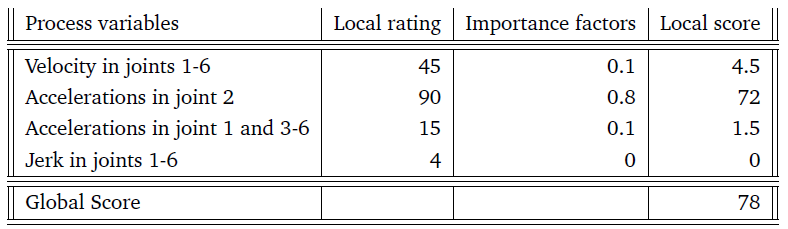 Process variables Local rating Importance factors Local score
Velocity in joints 1-6 45 0.1 4.5
Accelerations in joint 2 90 0.8 72
Accelerations in joint 1 and 3-6 15 0.1 1.5
Jerk in joints 1-6 4 0 0
Global Score 78